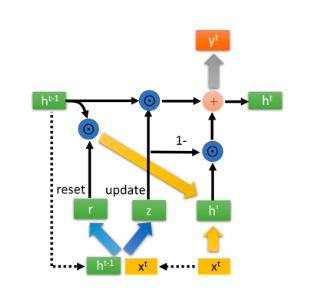 yᵗ
hᵗ⁻¹
+
hᵗ
1-
reset
update
r
z
h'
hᵗ⁻¹
xᵗ
xᵗ